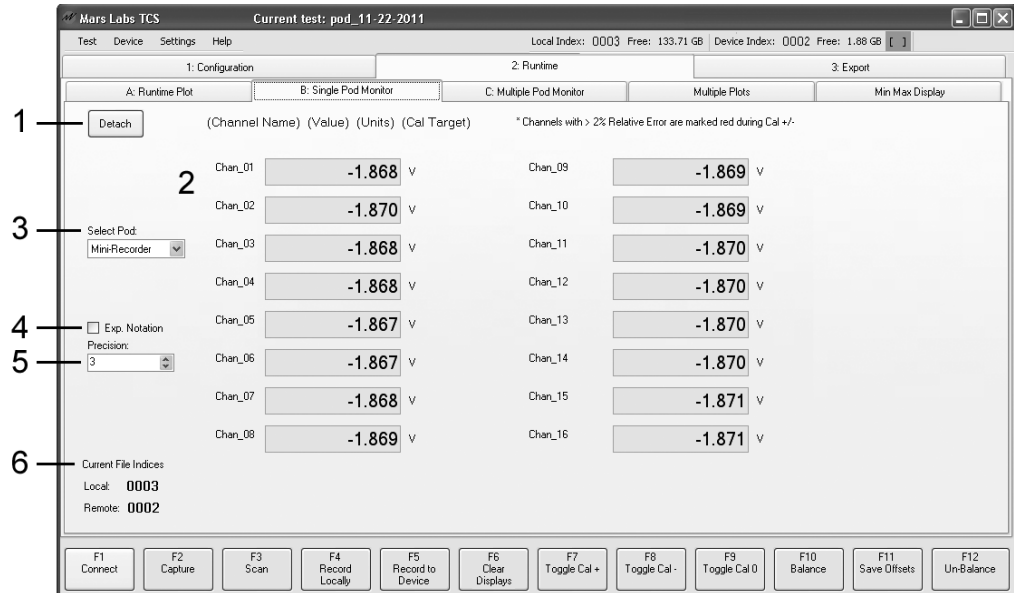 Mars Labs TCS Current test: pod_11-22-2011
Test Device Settings Help Local Index: 0003 Free: 133.71 GB Device Index: 0002 Free: 1.88 GB [ ]
1: Configuration 2: Runtime 3: Export
A: Runtime Plot B: Single Pod Monitor C: Multiple Pod Monitor Multiple Plots Min Max Display
1 Detach (Channel Name) (Value) (Units) (Cal Target) * Channels with > 2% Relative Error are marked red during Cal +/-
2
Chan_01 -1.868 V Chan_09 -1.869 V
Chan_02 -1.870 V Chan_10 -1.869 V
3 Select Pod:
Mini-Recorder
Chan_03 -1.868 V Chan_11 -1.870 V
Chan_04 -1.868 V Chan_12 -1.870 V
4 Exp. Notation
Chan_05 -1.867 V Chan_13 -1.870 V
Precision:
5 3
Chan_06 -1.867 V Chan_14 -1.870 V
Chan_07 -1.868 V Chan_15 -1.871 V
Chan_08 -1.869 V Chan_16 -1.871 V
6 Current File Indices
Local: 0003
Remote: 0002
F1 Connect
F2 Capture
F3 Scan
F4 Record Locally
F5 Record to Device
F6 Clear Displays
F7 Toggle Cal +
F8 Toggle Cal -
F9 Toggle Cal 0
F10 Balance
F11 Save Offsets
F12 Un-Balance